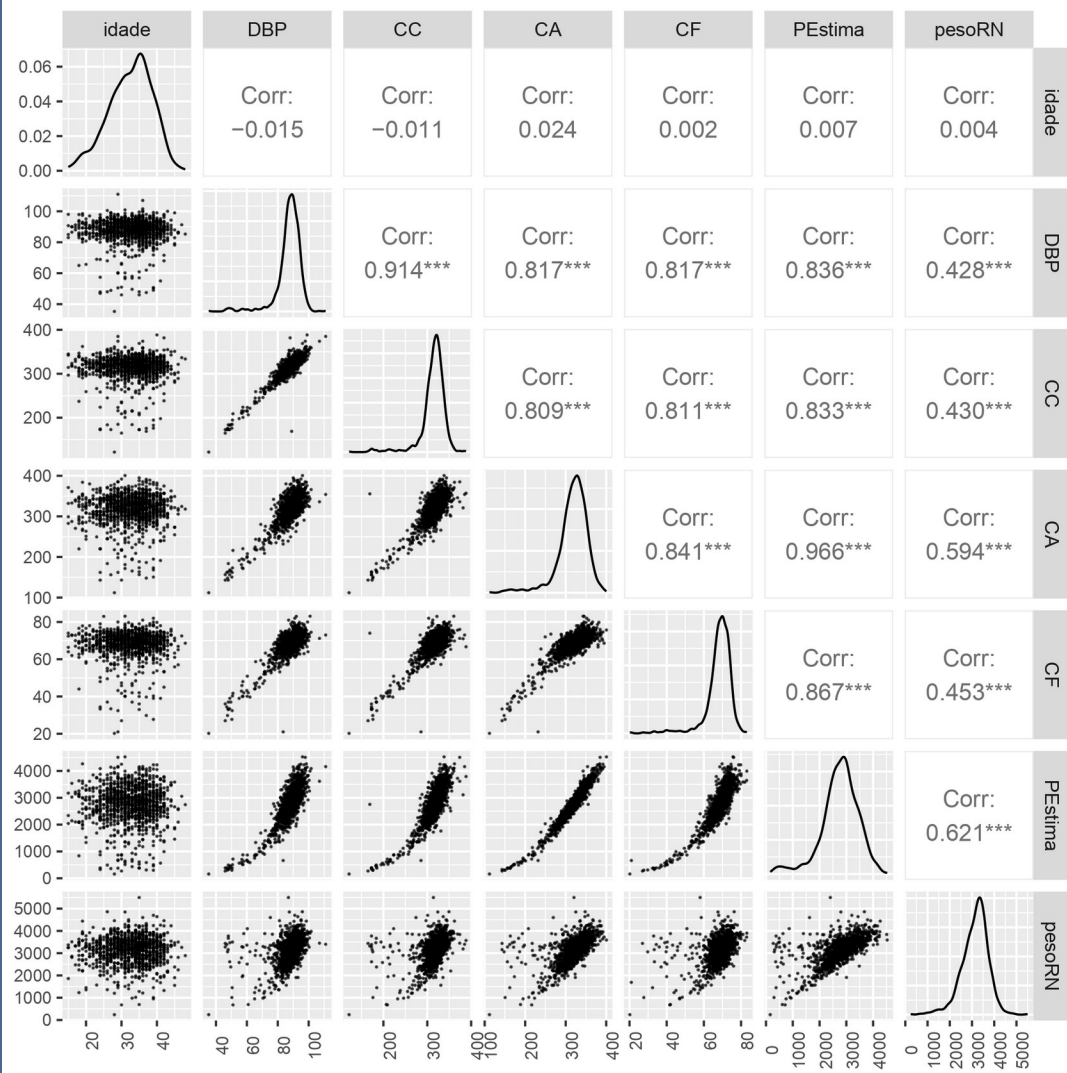 idade DBP CC CA CF PEstima pesoRN
0.06
0.04
0.02
0.00
Corr:
−0.015
Corr:
−0.011
Corr:
0.024
Corr:
0.002
Corr:
0.007
Corr:
0.004
idade
100
80
60
40
Corr:
0.914***
Corr:
0.817***
Corr:
0.817***
Corr:
0.836***
Corr:
0.428***
DBP
400
300
200
Corr:
0.809***
Corr:
0.811***
Corr:
0.833***
Corr:
0.430***
CC
400
300
200
100
Corr:
0.841***
Corr:
0.966***
Corr:
0.594***
CA
80
60
40
20
Corr:
0.867***
Corr:
0.453***
CF
4000
3000
2000
1000
0
Corr:
0.621***
PEstima
5000
4000
3000
2000
1000
0
pesoRN
20 30 40
40 60 80 100
200 300 400
100 200 300 400
20 40 60 80
0 1000 2000 3000 4000
0 1000 2000 3000 4000 5000